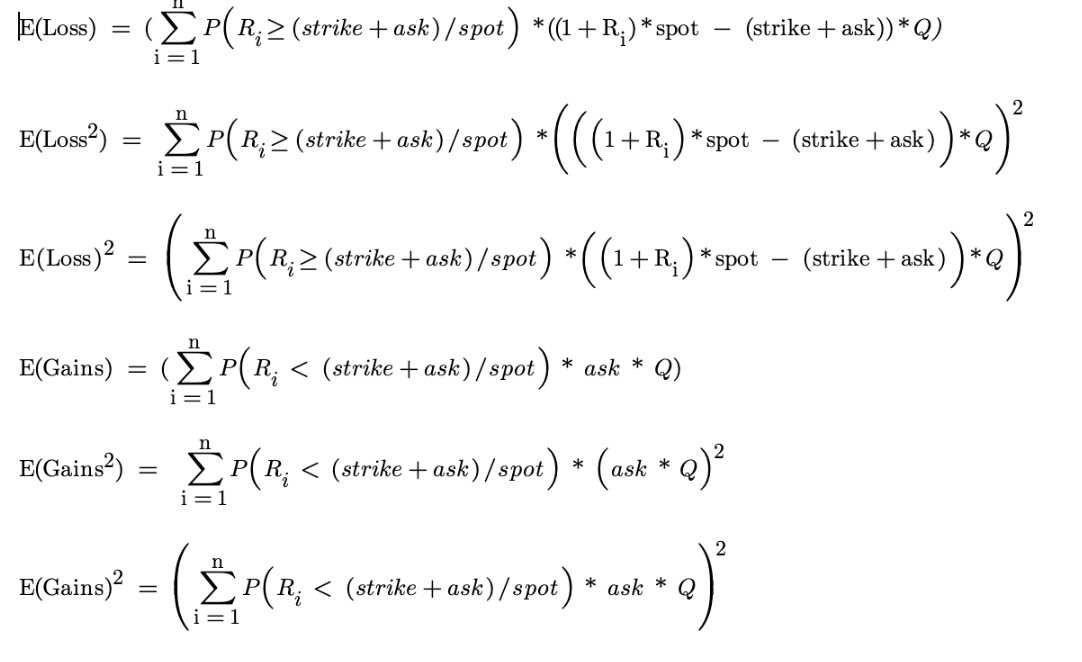 E(Loss) = (∑_{i=1}^{n} P(R_i ≥ (strike + ask)/spot) *((1+R_i)*spot − (strike + ask))*Q)
E(Loss²) = ∑_{i=1}^{n} P(R_i ≥ (strike + ask)/spot) *(((1+R_i)*spot − (strike + ask))*Q)²
E(Loss)² = (∑_{i=1}^{n} P(R_i ≥ (strike + ask)/spot) *((1+R_i)*spot − (strike + ask))*Q)²
E(Gains) = (∑_{i=1}^{n} P(R_i < (strike + ask)/spot) * ask * Q)
E(Gains²) = ∑_{i=1}^{n} P(R_i < (strike + ask)/spot) * (ask * Q)²
E(Gains)² = (∑_{i=1}^{n} P(R_i < (strike + ask)/spot) * ask * Q)²